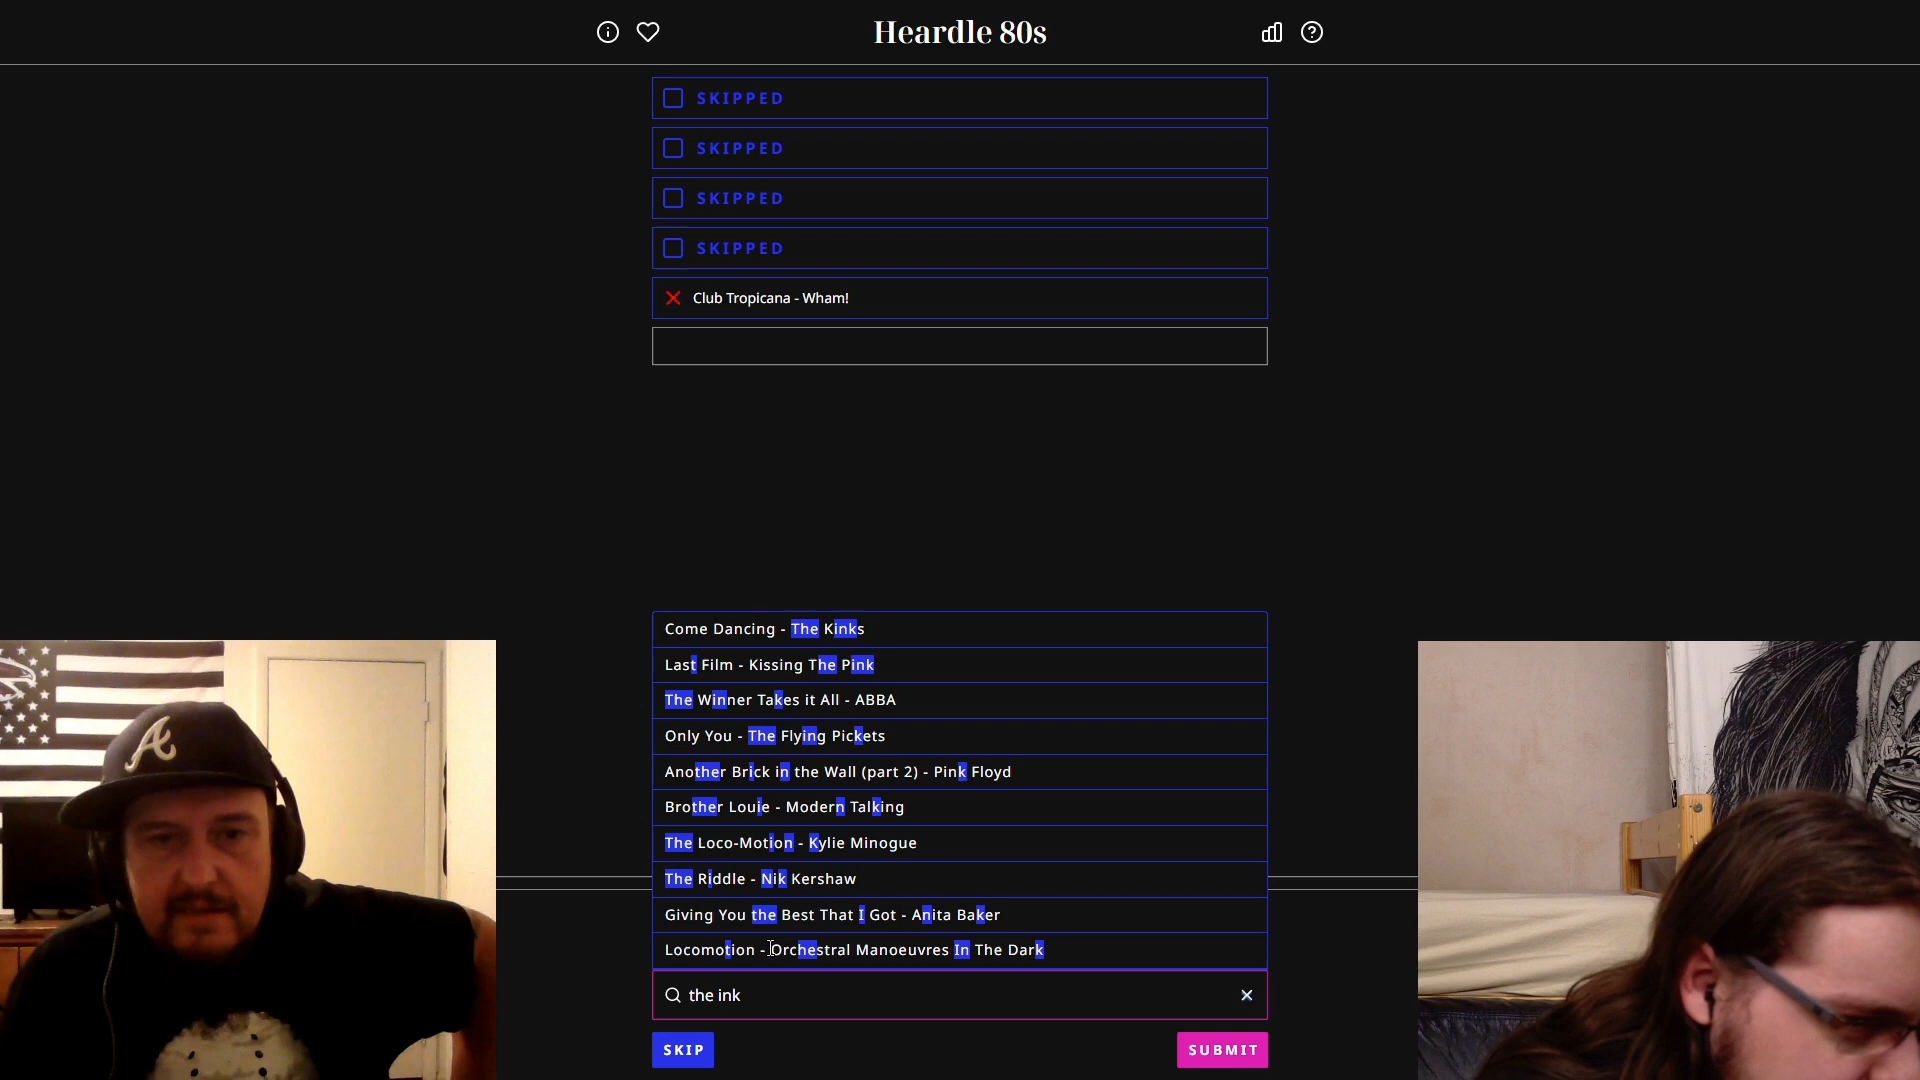 Heardle 80s
SKIPPED
SKIPPED
SKIPPED
SKIPPED
Club Tropicana - Wham!
Come Dancing - The Kinks
Last Film - Kissing The Pink
The Winner Takes it All - ABBA
Only You - The Flying Pickets
Another Brick in the Wall (part 2) - Pink Floyd
Brother Louie - Modern Talking
The Loco-Motion - Kylie Minogue
The Riddle - Nik Kershaw
Giving You the Best That I Got - Anita Baker
Locomotion - Orchestral Manoeuvres In The Dark
the ink
SKIP
SUBMIT
A